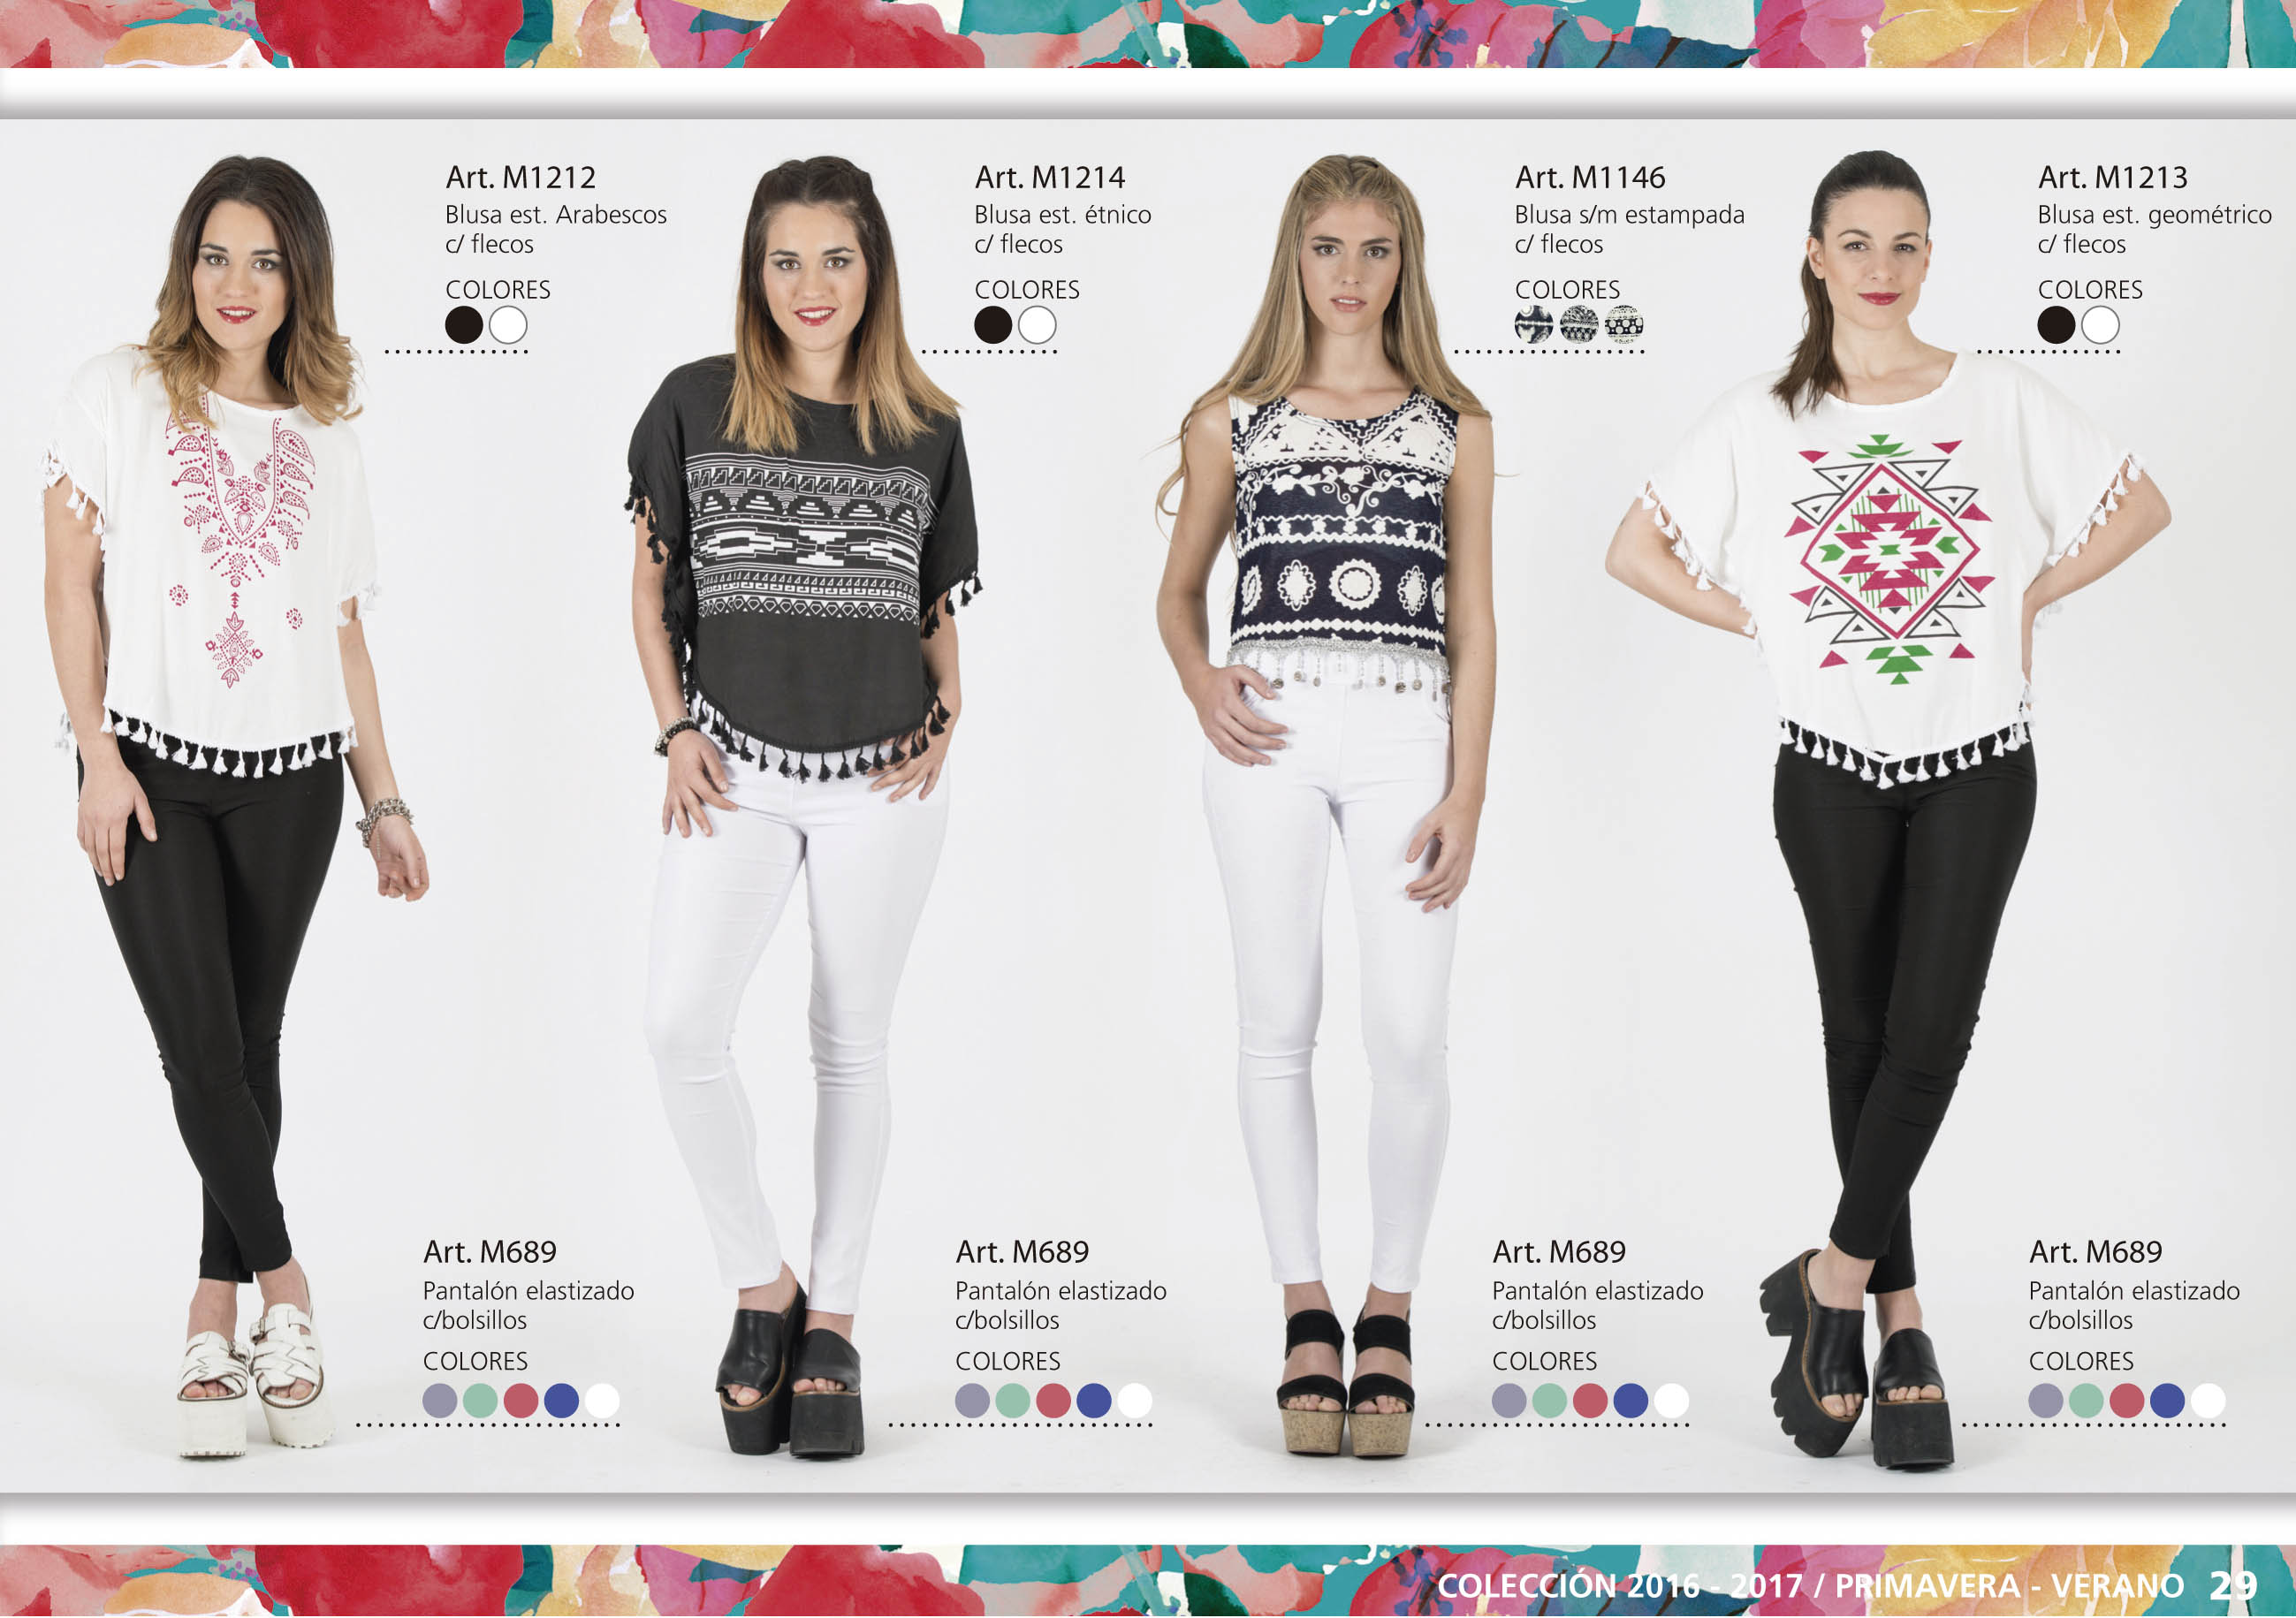 Art. M1212
Blusa est. Arabescos
c/ flecos
COLORES
Art. M1214
Blusa est. étnico
c/ flecos
COLORES
Art. M1146
Blusa s/m estampada
c/ flecos
COLORES
Art. M1213
Blusa est. geométrico
c/ flecos
COLORES
Art. M689
Pantalón elastizado
c/bolsillos
COLORES
Art. M689
Pantalón elastizado
c/bolsillos
COLORES
Art. M689
Pantalón elastizado
c/bolsillos
COLORES
Art. M689
Pantalón elastizado
c/bolsillos
COLORES
COLECCIÓN 2016 - 2017 / PRIMAVERA - VERANO 29